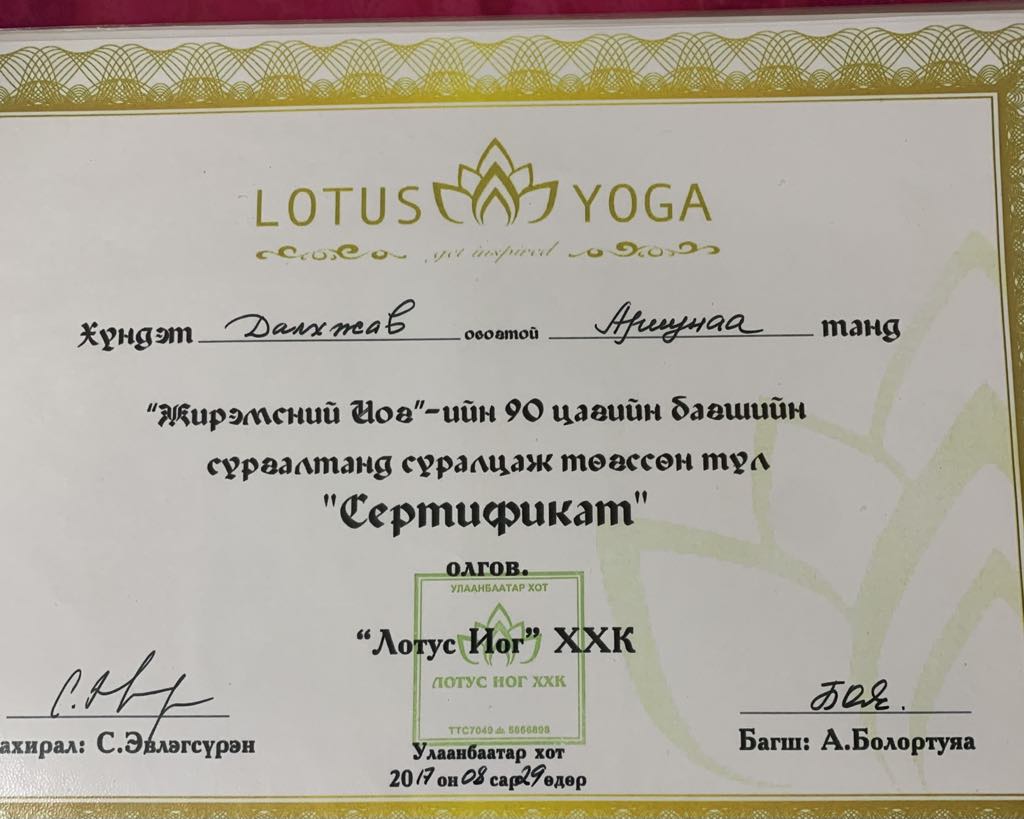 LOTUS YOGA
get inspired
Хүндэт Далхжав овогтой Ариунаа танд
"Жирэмсний Иог"-ийн 90 цагийн багшийн
сургалтанд суралцаж төгссөн тул
"Сертификат"
олгов.
УЛААНБААТАР ХОТ
“Лотус Иог” ХХК
ЛОТУС ИОГ ХХК
ТТС7049 5666898
ахирал: С.Эвлэгсүрэн
Багш: А.Болортуяа
Улаанбаатар хот
2017 он 08 сар 29 өдөр